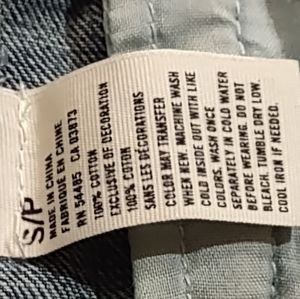 S/P
MADE IN CHINA
FABRIQUÉ EN CHINE
RN 54485 CA 03073
100% COTTON
EXCLUSIVE OF DECORATION
100% COTON
SANS LES DÉCORATIONS
COLOR MAY TRANSFER
WHEN NEW. MACHINE WASH
COLD INSIDE OUT WITH LIKE
COLORS. WASH ONCE
SEPARATELY IN COLD WATER
BEFORE WEARING. DO NOT
BLEACH. TUMBLE DRY LOW.
COOL IRON IF NEEDED.